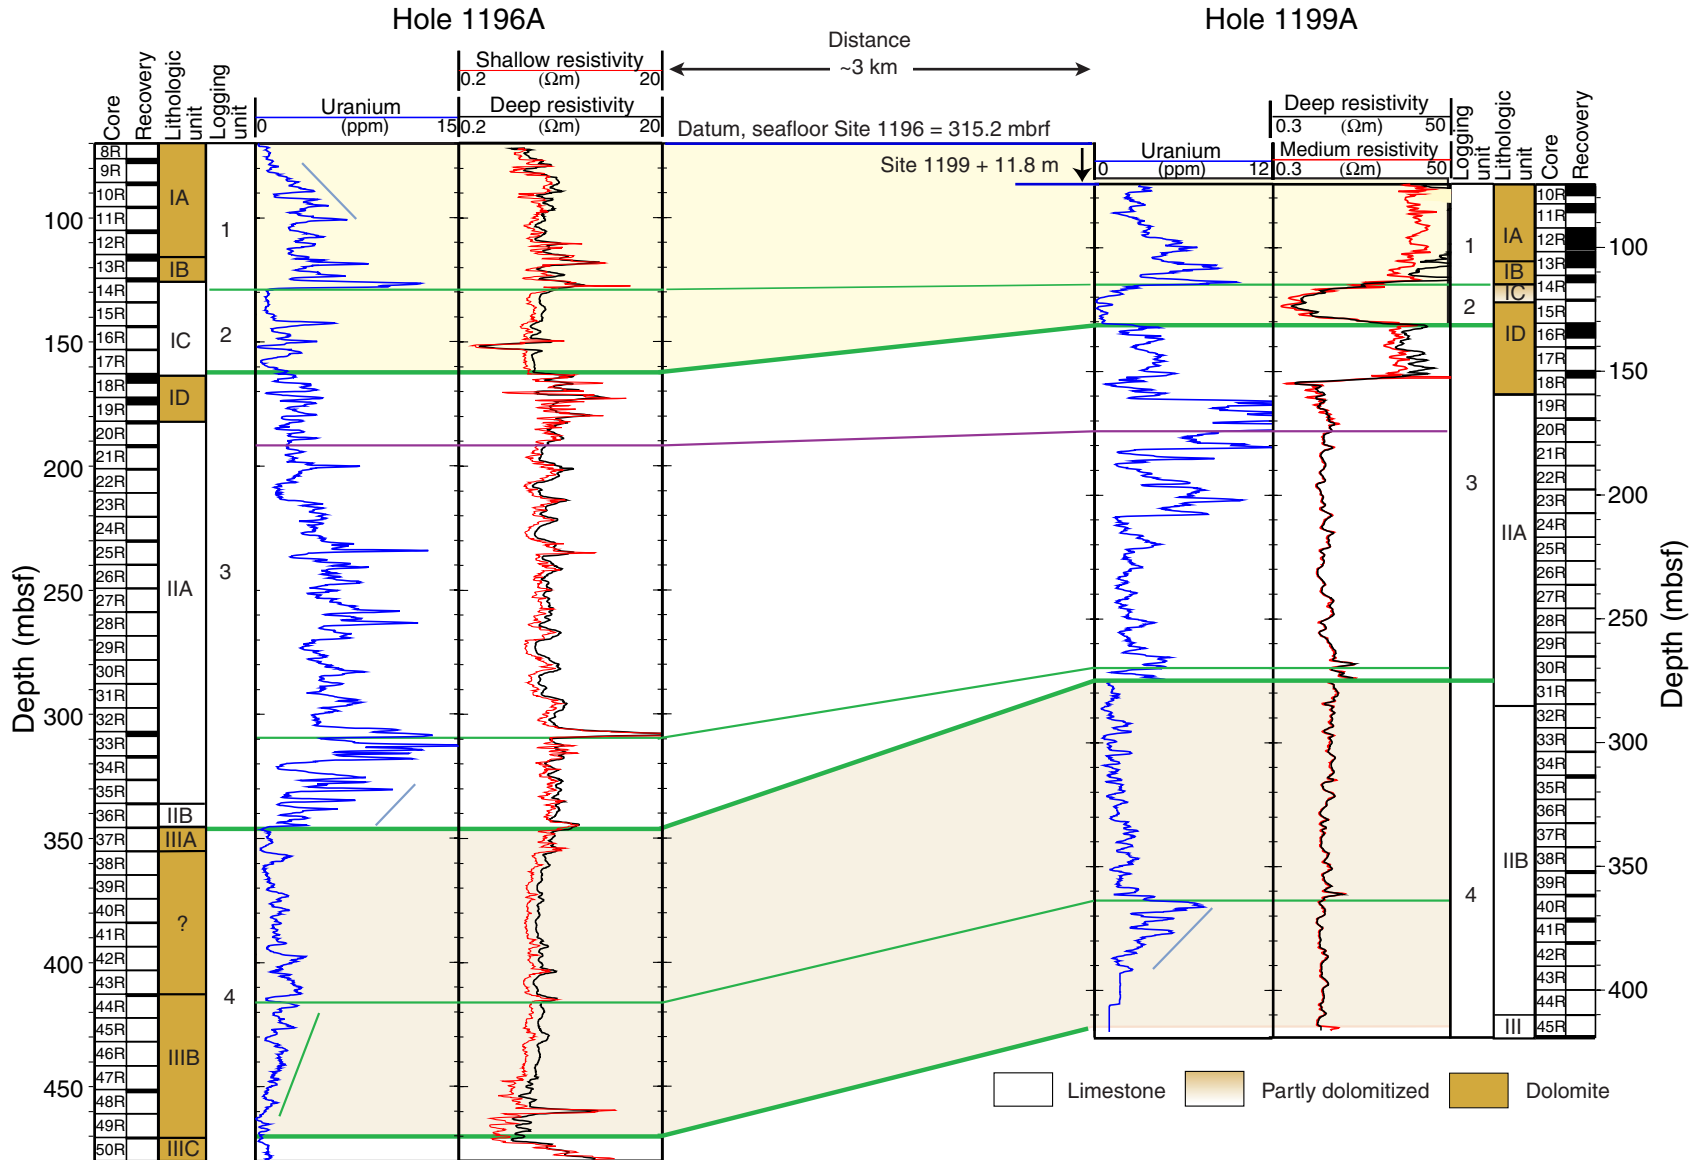 Hole 1196A
Hole 1199A
Distance
~3 km
Core
Recovery
Lithologic unit
Logging unit
Uranium
0 (ppm) 15
Shallow resistivity
0.2 (Ωm) 20
Deep resistivity
0.2 (Ωm) 20
Datum, seafloor Site 1196 = 315.2 mbrf
Site 1199 + 11.8 m
Uranium
0 (ppm) 12
Deep resistivity
0.3 (Ωm) 50
Medium resistivity
0.3 (Ωm) 50
Logging unit
Lithologic unit
Core
Recovery
Depth (mbsf)
100
150
200
250
300
350
400
450
8R
9R
10R
11R
12R
13R
14R
15R
16R
17R
18R
19R
20R
21R
22R
23R
24R
25R
26R
27R
28R
29R
30R
31R
32R
33R
34R
35R
36R
37R
38R
39R
40R
41R
42R
43R
44R
45R
46R
47R
48R
49R
50R
IA
IB
IC
ID
IIA
IIB
IIIA
?
IIIB
IIIC
1
2
3
4
1
2
3
4
IA
IB
IC
ID
IIA
IIB
III
10R
11R
12R
13R
14R
15R
16R
17R
18R
19R
20R
21R
22R
23R
24R
25R
26R
27R
28R
29R
30R
31R
32R
33R
34R
35R
36R
37R
38R
39R
40R
41R
42R
43R
44R
45R
100
150
200
250
300
350
400
Depth (mbsf)
Limestone
Partly dolomitized
Dolomite